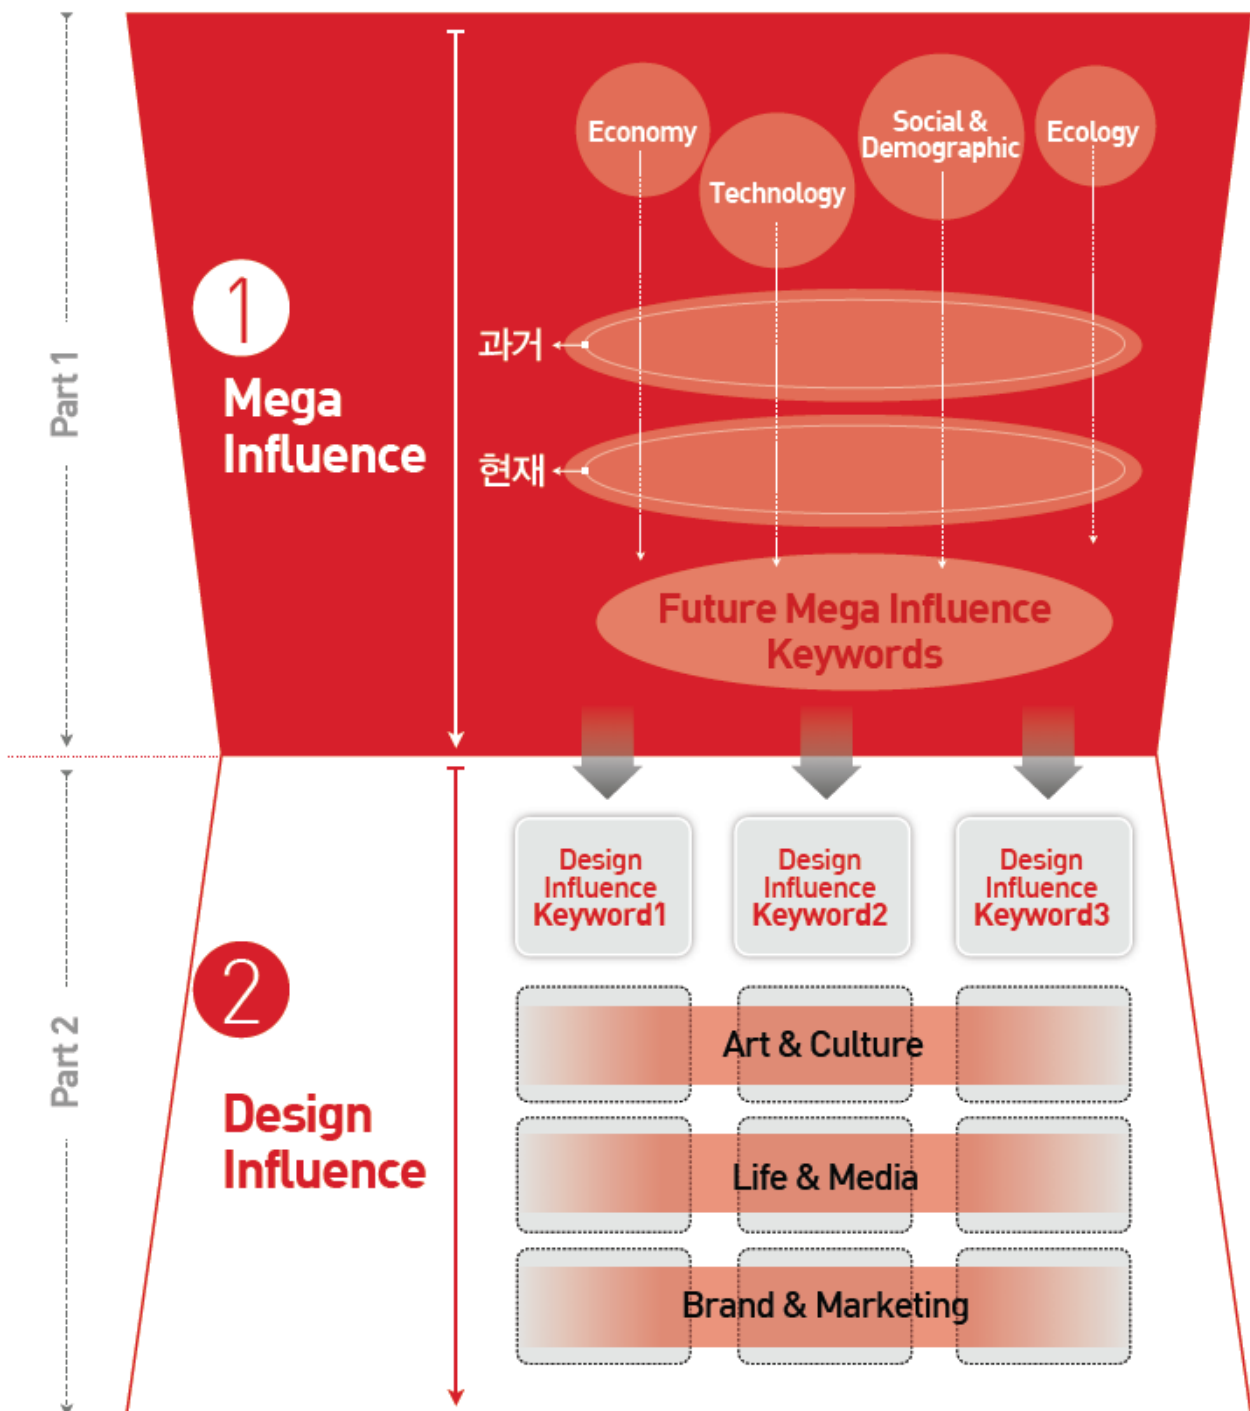 Part 1
1
Mega
Influence
Economy
Technology
Social &
Demographic
Ecology
과거
현재
Future Mega Influence
Keywords
Part 2
2
Design
Influence
Design
Influence
Keyword1
Design
Influence
Keyword2
Design
Influence
Keyword3
Art & Culture
Life & Media
Brand & Marketing